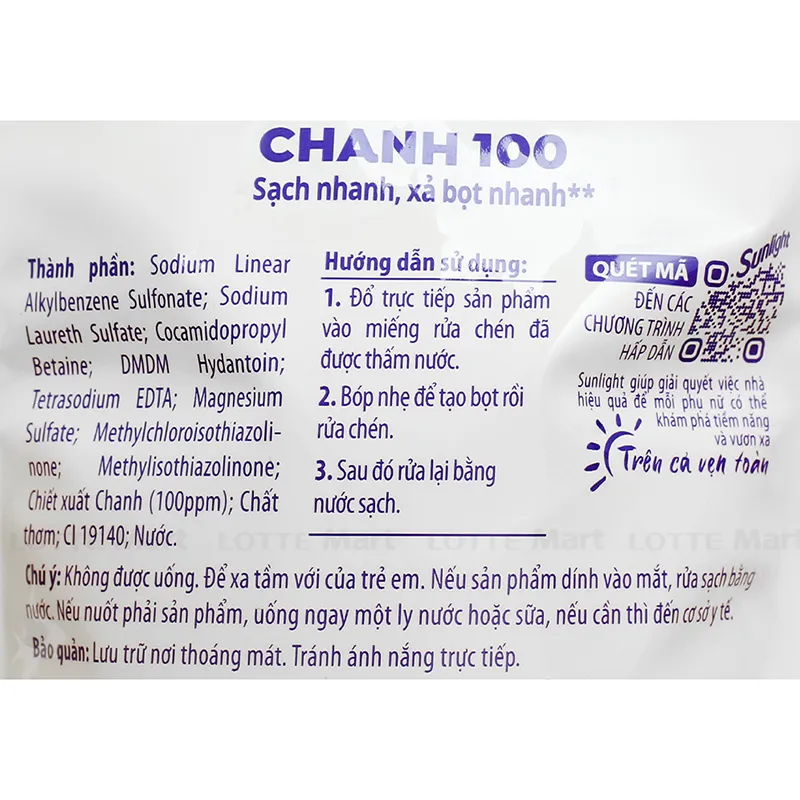 CHANH 100
Sạch nhanh, xả bọt nhanh**
Thành phần: Sodium Linear
Alkylbenzene Sulfonate; Sodium
Laureth Sulfate; Cocamidopropyl
Betaine; DMDM Hydantoin;
Tetrasodium EDTA; Magnesium
Sulfate; Methylchloroisothiazoli-
none; Methylisothiazolinone;
Chiết xuất Chanh (100ppm); Chất
thơm; CI 19140; Nước.
Hướng dẫn sử dụng:
1. Đổ trực tiếp sản phẩm
vào miếng rửa chén đã
được thấm nước.
2. Bóp nhẹ để tạo bọt rồi
rửa chén.
3. Sau đó rửa lại bằng
nước sạch.
QUÉT MÃ
ĐẾN CÁC
CHƯƠNG TRÌNH
HẤP DẪN
Sunlight
Sunlight giúp giải quyết việc nhà
hiệu quả để mỗi phụ nữ có thể
khám phá tiềm năng
và vươn xa
Trên cả vẹn toàn
LOTTE Mart LOTTE Mart LOTTE Mart LOTTE Mart
Chú ý: Không được uống. Để xa tầm với của trẻ em. Nếu sản phẩm dính vào mắt, rửa sạch bằng
nước. Nếu nuốt phải sản phẩm, uống ngay một ly nước hoặc sữa, nếu cần thì đến cơ sở y tế.
Bảo quản: Lưu trữ nơi thoáng mát. Tránh ánh nắng trực tiếp.